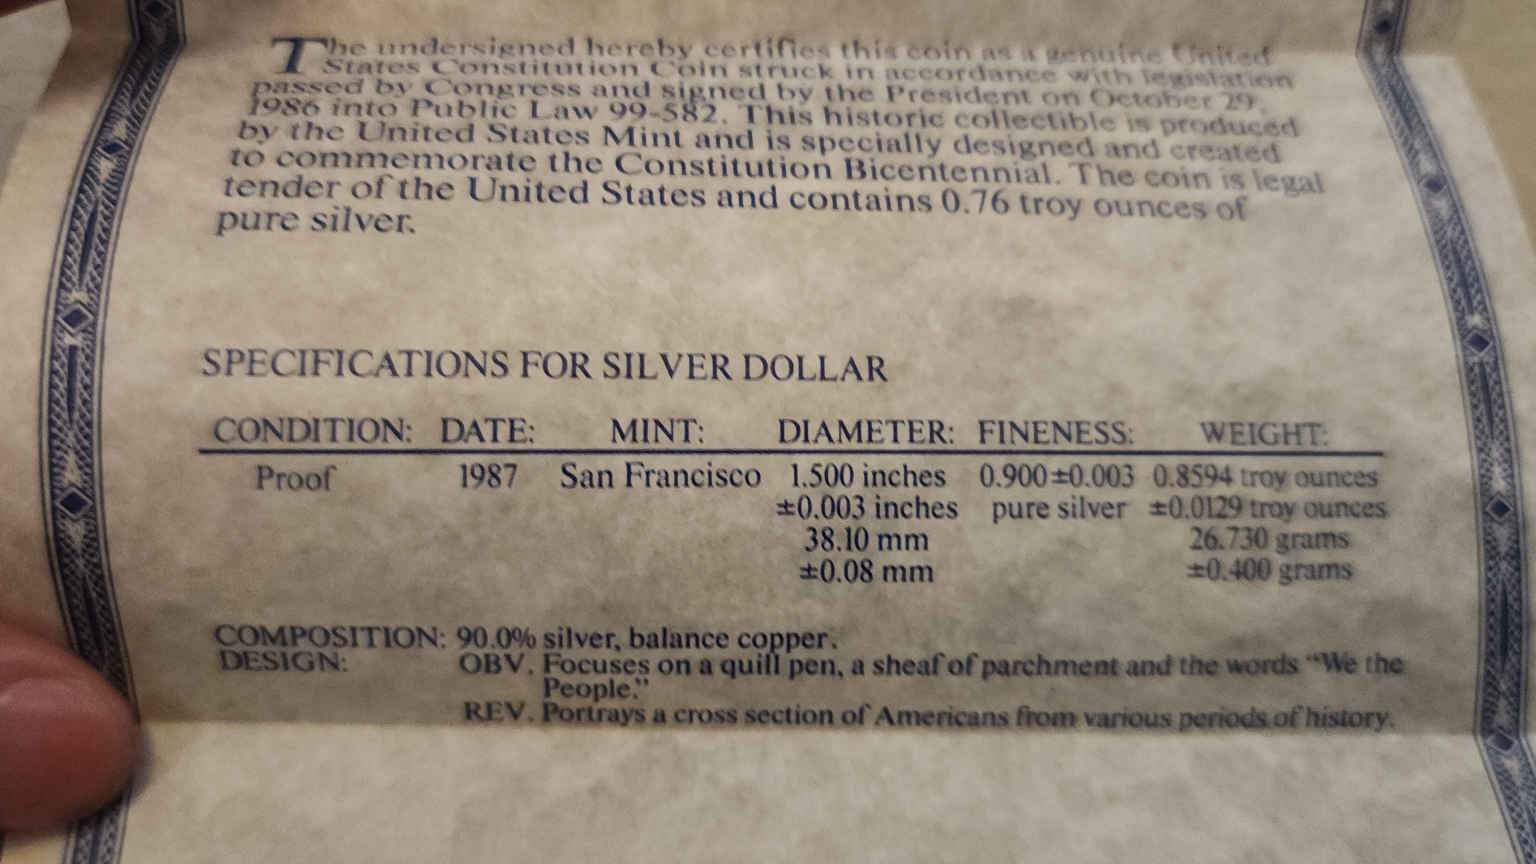 The undersigned hereby certifies this coin as a genuine United
States Constitution Coin struck in accordance with legislation
passed by Congress and signed by the President on October 29,
1986 into Public Law 99-582. This historic collectible is produced
by the United States Mint and is specially designed and created
to commemorate the Constitution Bicentennial. The coin is legal
tender of the United States and contains 0.76 troy ounces of
pure silver.
SPECIFICATIONS FOR SILVER DOLLAR
CONDITION: DATE: MINT: DIAMETER: FINENESS: WEIGHT:
Proof 1987 San Francisco 1.500 inches 0.900±0.003 0.8594 troy ounces
±0.003 inches pure silver ±0.0129 troy ounces
38.10 mm 26.730 grams
±0.08 mm ±0.400 grams
COMPOSITION: 90.0% silver, balance copper.
DESIGN: OBV. Focuses on a quill pen, a sheaf of parchment and the words "We the
People."
REV. Portrays a cross section of Americans from various periods of history.